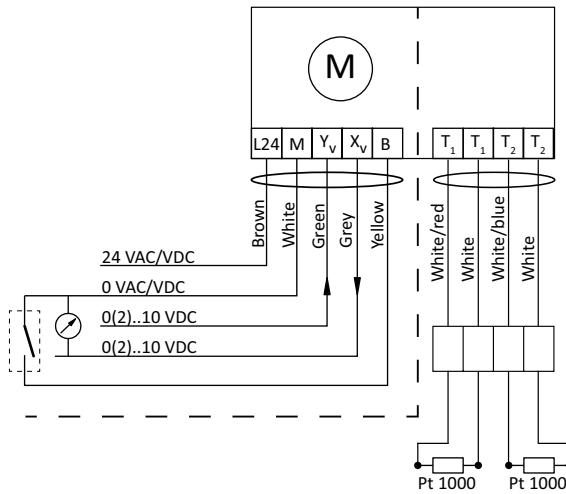 M
L24 M Yv Xv B T1 T1 T2 T2
Brown
White
Green
Grey
Yellow
White/red
White
White/blue
White
24 VAC/VDC
0 VAC/VDC
0(2)..10 VDC
0(2)..10 VDC
Pt 1000 Pt 1000